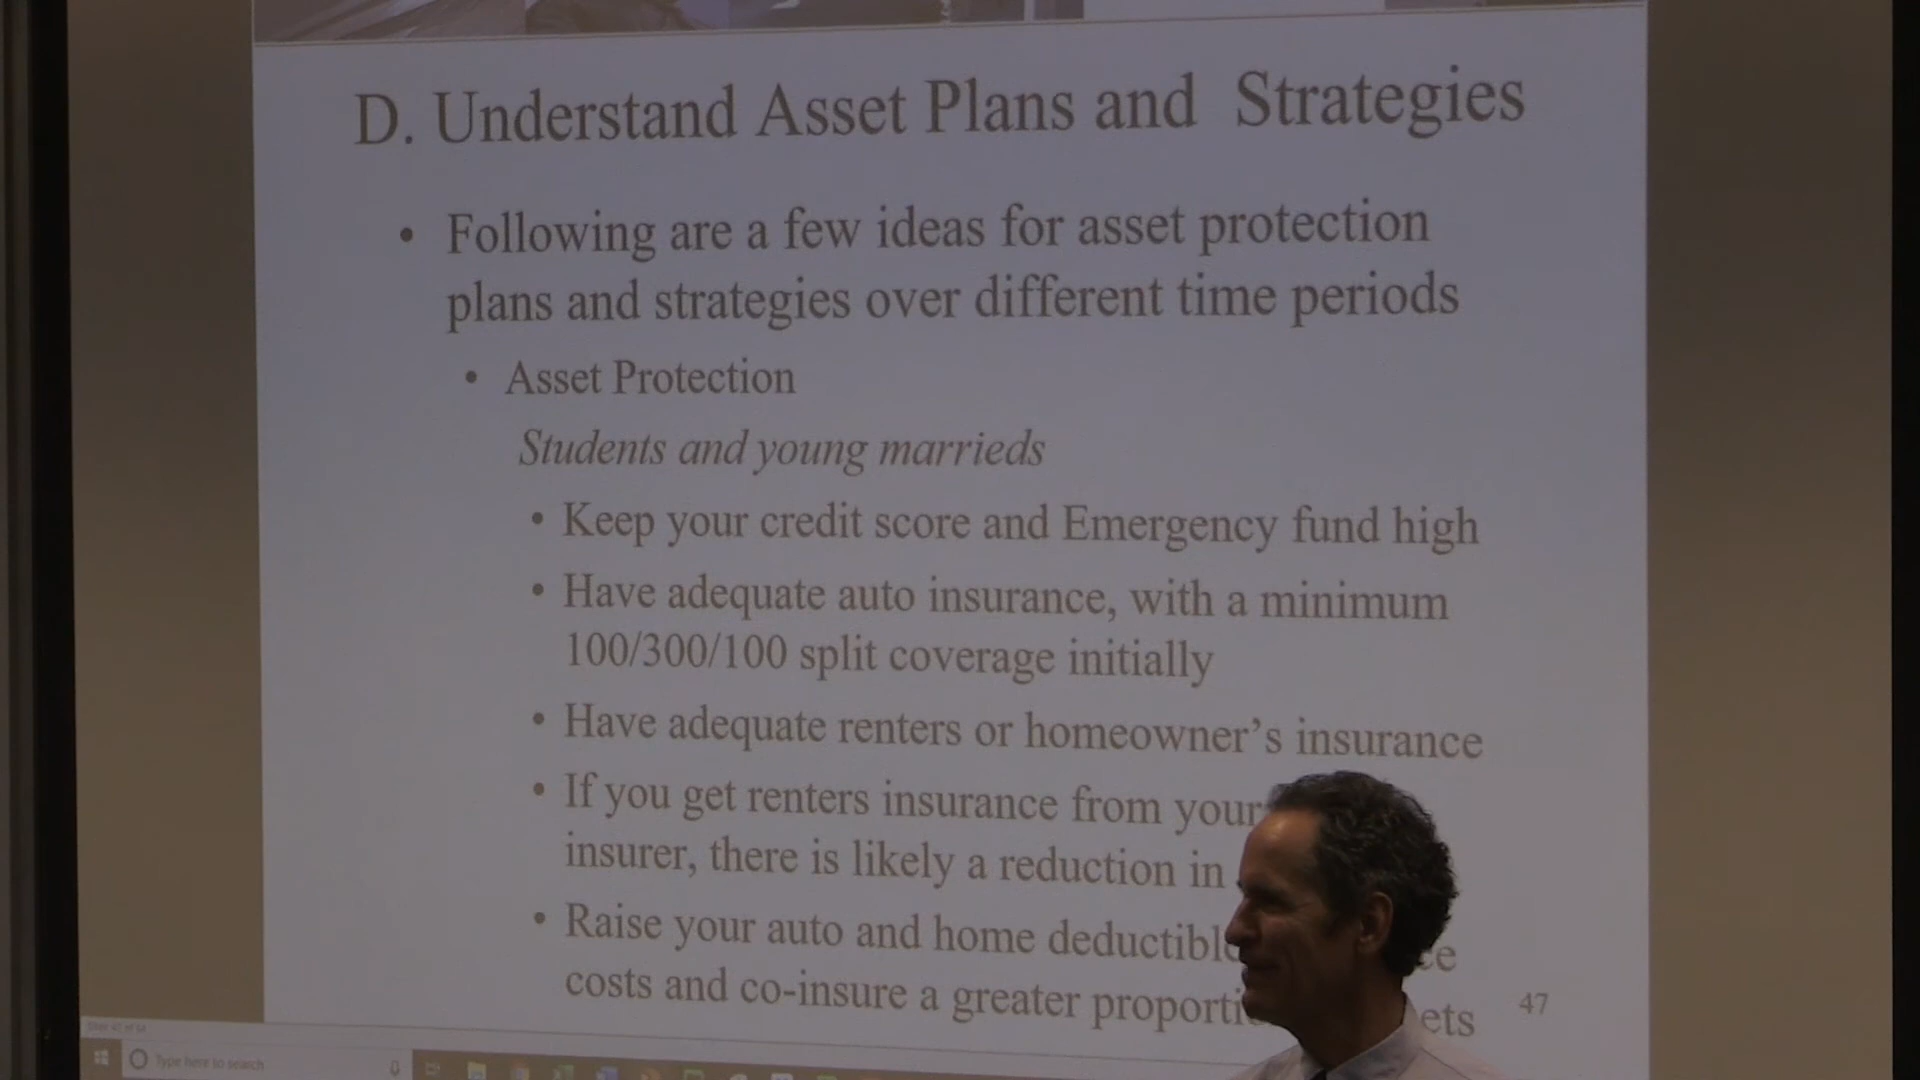 D. Understand Asset Plans and Strategies
• Following are a few ideas for asset protection
plans and strategies over different time periods
• Asset Protection
Students and young marrieds
• Keep your credit score and Emergency fund high
• Have adequate auto insurance, with a minimum
100/300/100 split coverage initially
• Have adequate renters or homeowner's insurance
• If you get renters insurance from your
insurer, there is likely a reduction in
• Raise your auto and home
costs and co-insure a greater
47
Slide 47 of
Type here to search